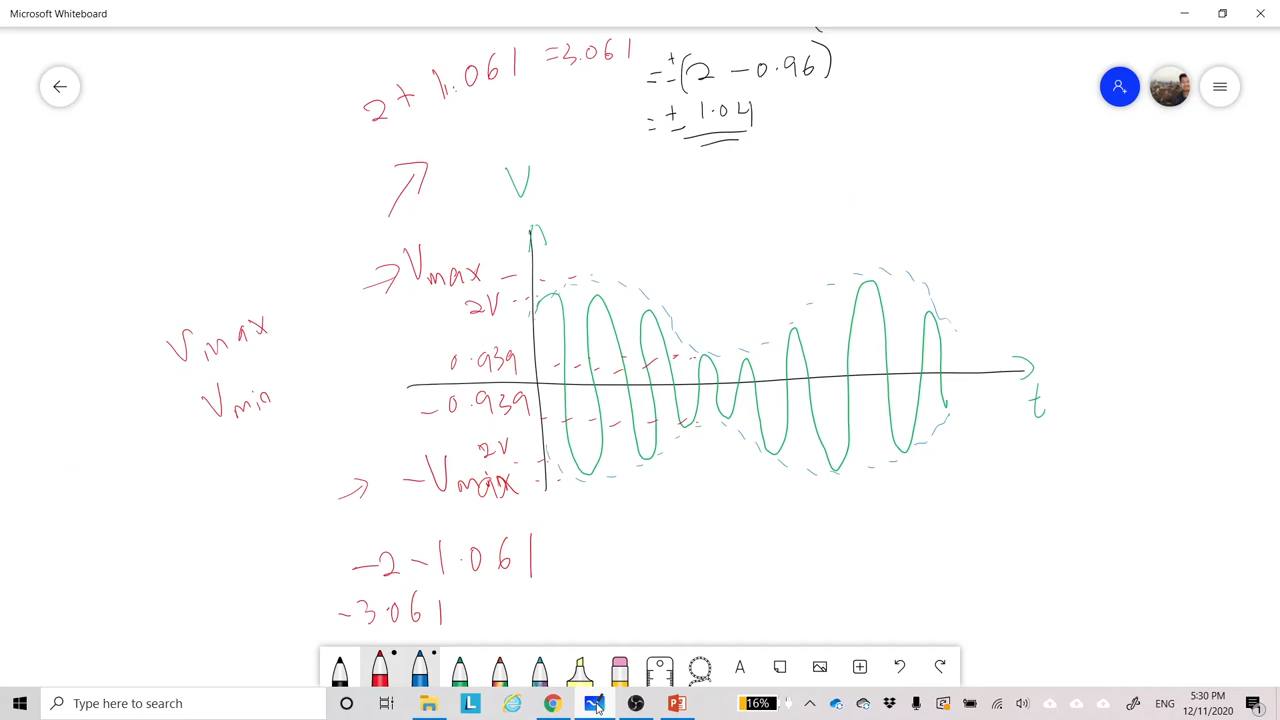 Microsoft Whiteboard
2 + 1.061 = 3.061
= ± (2 - 0.96)
= ± 1.04
V
Vmax
2V
0.939
Vmax
Vmin
-0.939
t
2V
-Vmax
-2 - 1.061
-3.061
A
Type here to search
L
16%
5:30 PM
12/11/2020
1